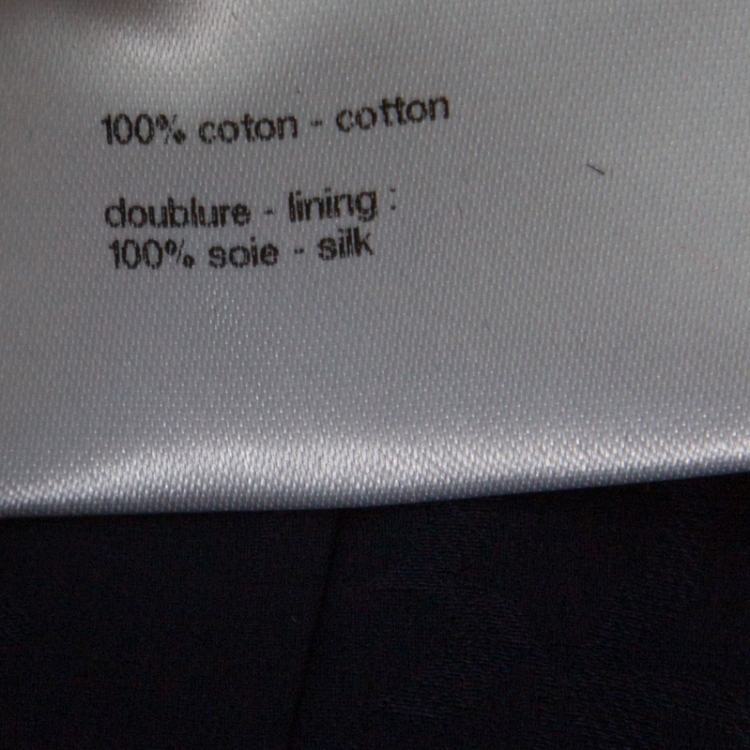 100% coton - cotton
doublure - lining :
100% soie - silk